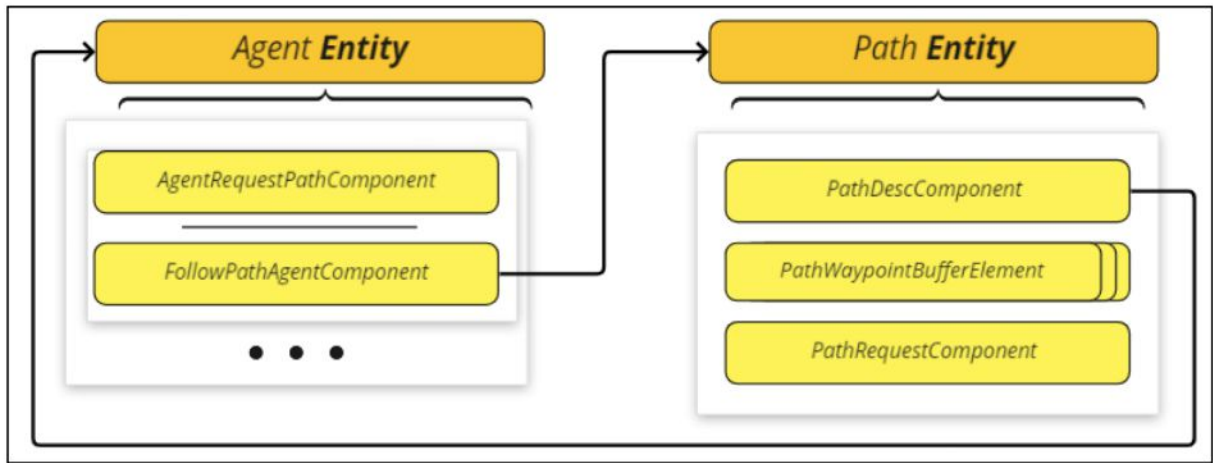 Agent Entity
AgentRequestPathComponent
FollowPathAgentComponent
Path Entity
PathDescComponent
PathWaypointBufferElement
PathRequestComponent